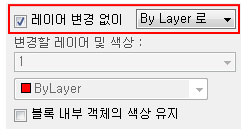 레이어 변경 없이 By Layer 로
변경할 레이어 및 색상 :
1
ByLayer
블록 내부 객체의 색상 유지